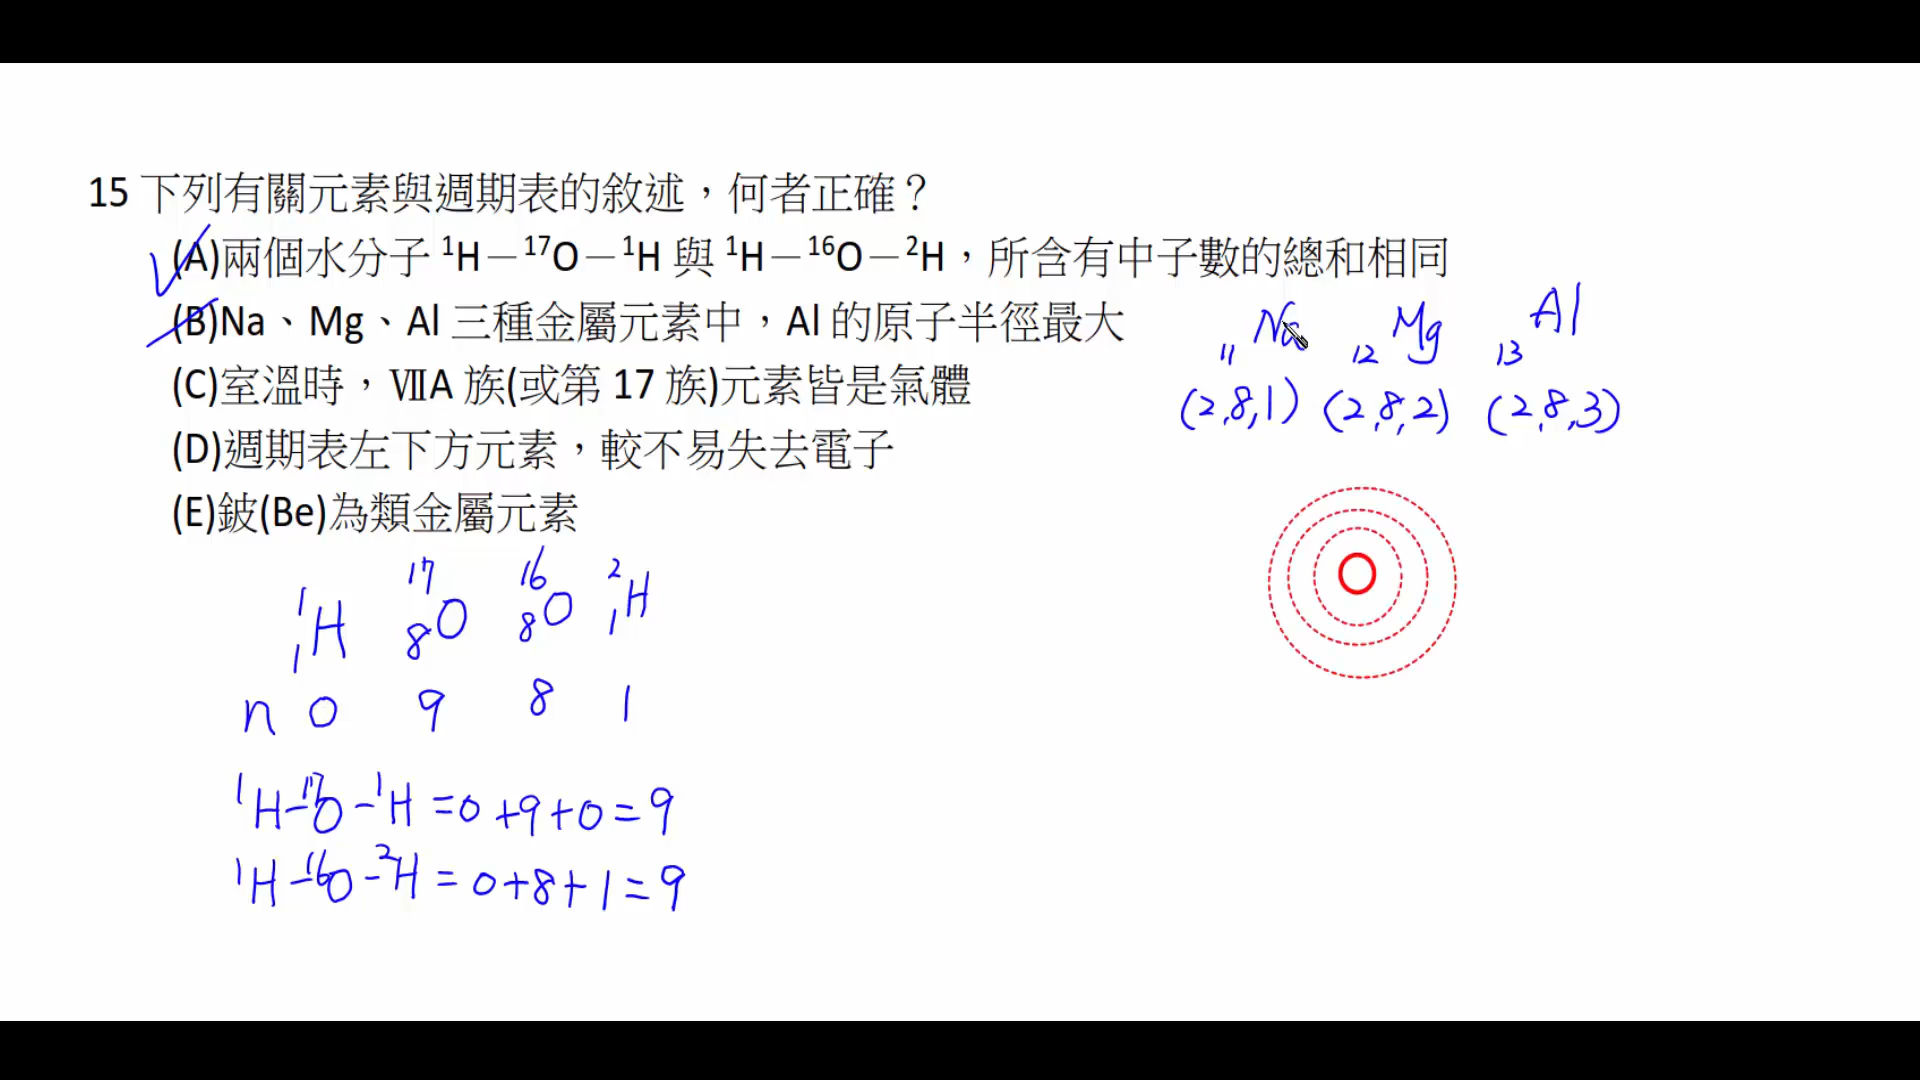 15 下列有關元素與週期表的敘述，何者正確？
(A)兩個水分子 ¹H－¹⁷O－¹H 與 ¹H－¹⁶O－²H，所含有中子數的總和相同
(B)Na、Mg、Al 三種金屬元素中，Al 的原子半徑最大
(C)室溫時，ⅦA 族(或第 17 族)元素皆是氣體
(D)週期表左下方元素，較不易失去電子
(E)鈹(Be)為類金屬元素
₁₁Na ₁₂Mg ₁₃Al
(2,8,1) (2,8,2) (2,8,3)
¹₁H ¹⁷₈O ¹⁶₈O ²₁H
n 0 9 8 1
¹H-¹⁷O-¹H=0+9+0=9
¹H-¹⁶O-²H=0+8+1=9